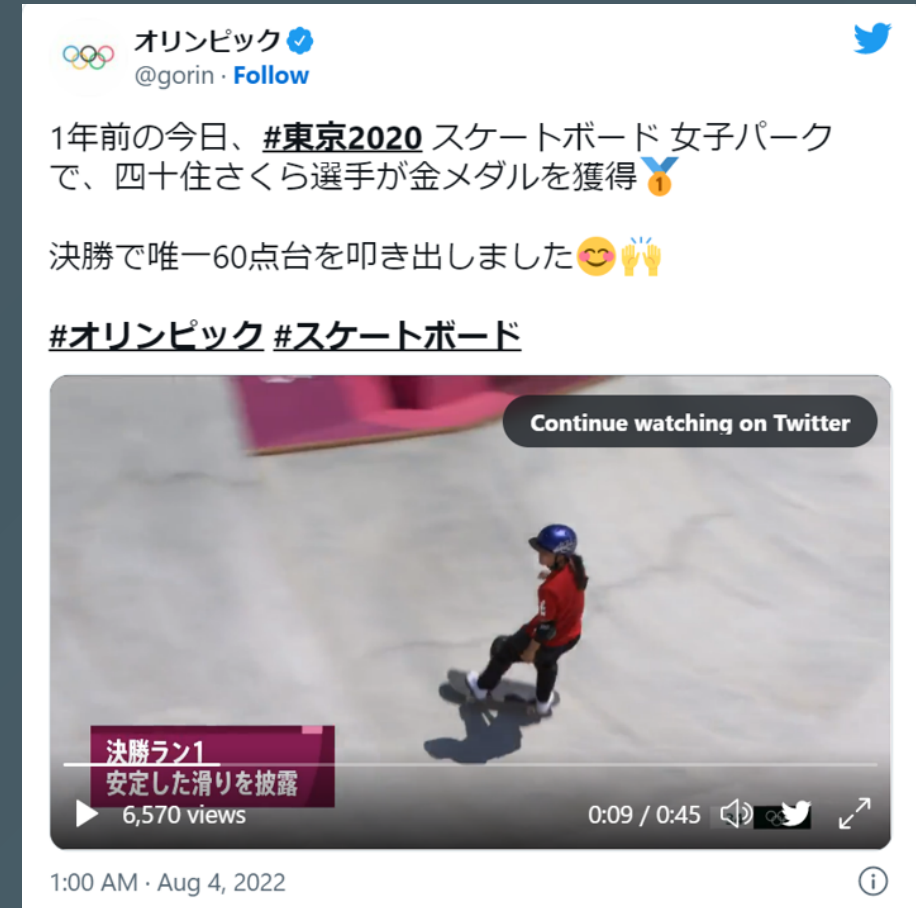 オリンピック
@gorin · Follow
1年前の今日、#東京2020 スケートボード 女子パーク
で、四十住さくら選手が金メダルを獲得🥇
決勝で唯一60点台を叩き出しました😊🙌
#オリンピック #スケートボード
Continue watching on Twitter
決勝ラン1
安定した滑りを披露
6,570 views
0:09 / 0:45
1:00 AM · Aug 4, 2022